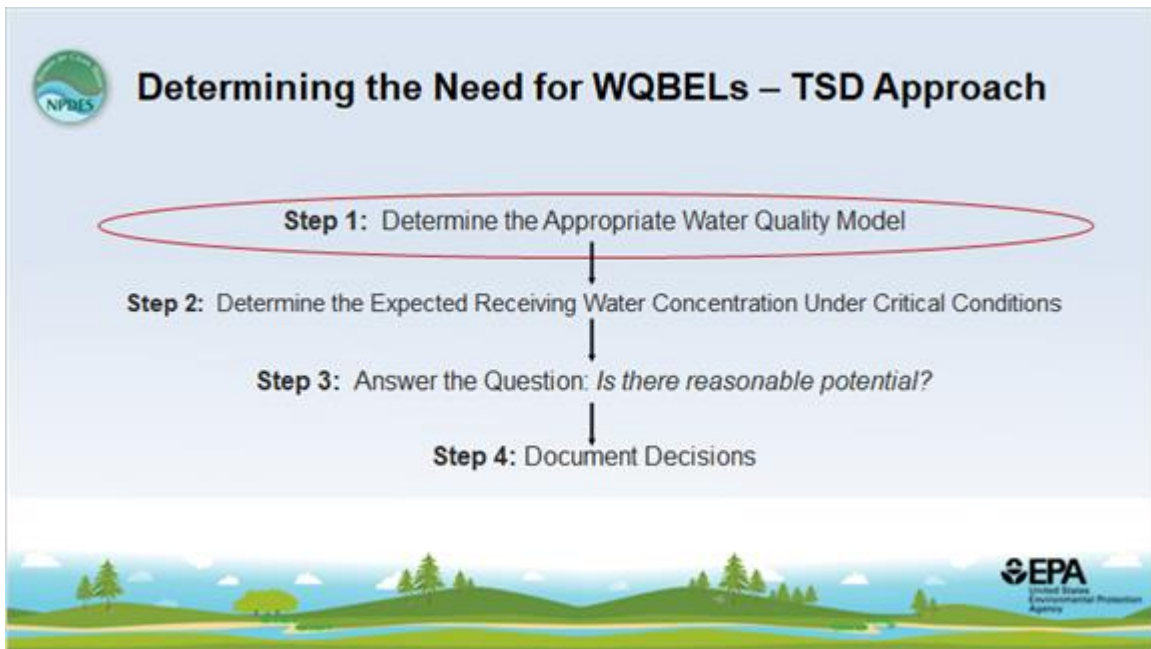 NPDES
Determining the Need for WQBELs – TSD Approach
Step 1: Determine the Appropriate Water Quality Model
Step 2: Determine the Expected Receiving Water Concentration Under Critical Conditions
Step 3: Answer the Question: Is there reasonable potential?
Step 4: Document Decisions
EPA
United States
Environmental Protection
Agency